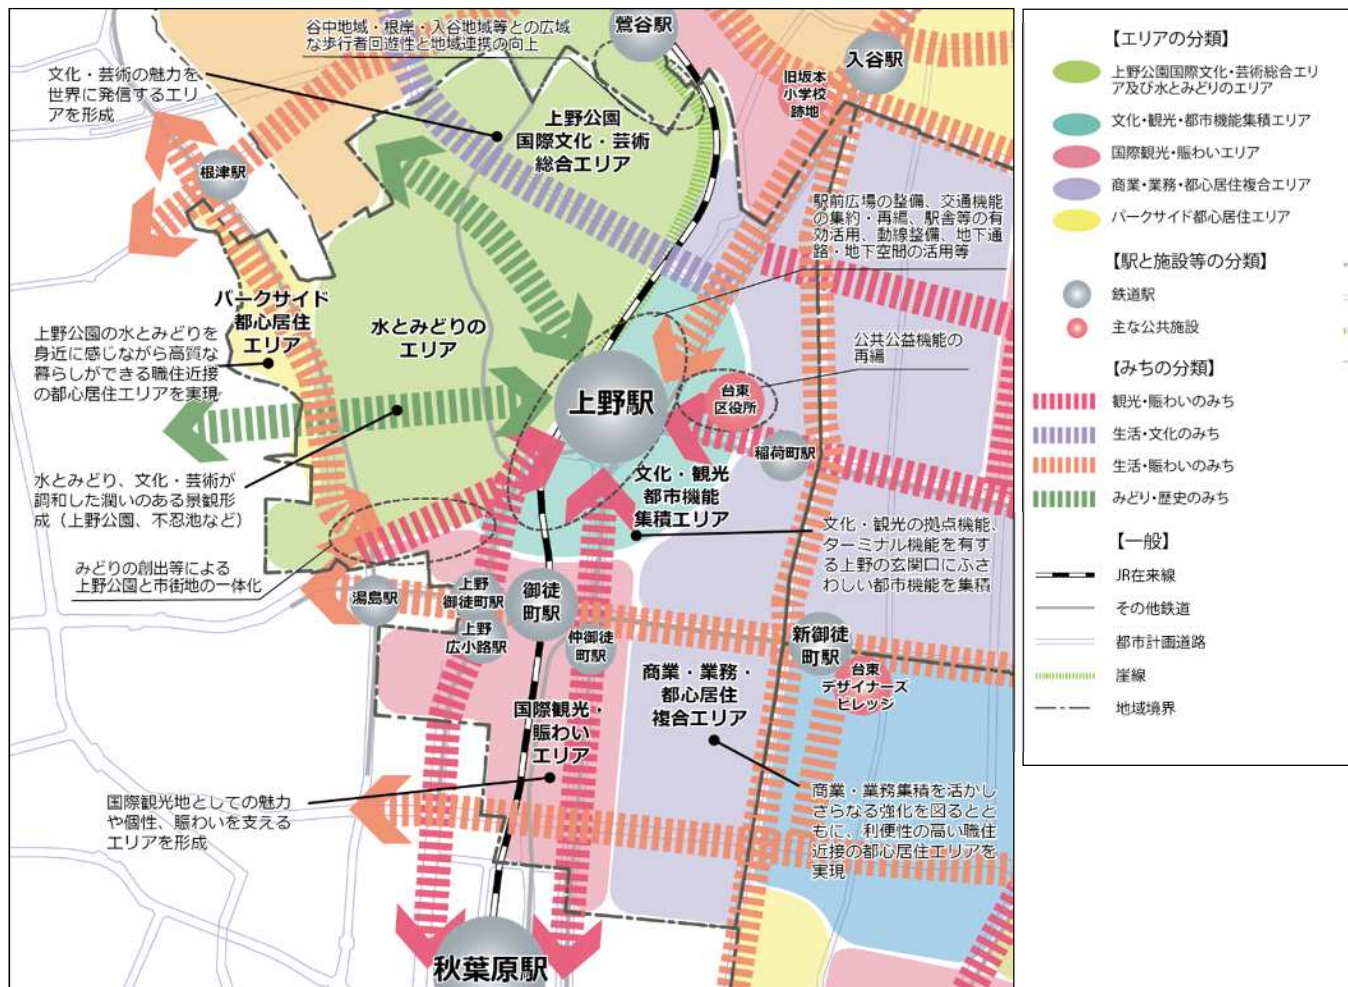 谷中地域・根岸・入谷地域等との広域
な歩行者回遊性と地域連携の向上
鶯谷駅
入谷駅
旧坂本
小学校
跡地
文化・芸術の魅力を
世界に発信するエリ
アを形成
上野公園
国際文化・芸術
総合エリア
根津駅
駅前広場の整備、交通機能
の集約・再編、駅舎等の有
効活用、動線整備、地下通
路・地下空間の活用等
パークサイド
都心居住
エリア
水とみどりの
エリア
上野公園の水とみどりを
身近に感じながら高質な
暮らしができる職住近接
の都心居住エリアを実現
公共公益機能の
再編
上野駅
台東
区役所
稲荷町駅
水とみどり、文化・芸術が
調和した潤いのある景観形
成（上野公園、不忍池など）
文化・観光
都市機能
集積エリア
文化・観光の拠点機能、
ターミナル機能を有す
る上野の玄関口にふさ
わしい都市機能を集積
みどりの創出等による
上野公園と市街地の一体化
湯島駅
上野
御徒町駅
御徒
町駅
上野
広小路駅
仲御徒
町駅
新御徒
町駅
台東
デザイナーズ
ビレッジ
商業・業務・
都心居住
複合エリア
国際観光・
賑わい
エリア
国際観光地としての魅力
や個性、賑わいを支える
エリアを形成
商業・業務集積を活かし
さらなる強化を図るとと
もに、利便性の高い職住
近接の都心居住エリアを
実現
秋葉原駅
【エリアの分類】
上野公園国際文化・芸術総合エリ
ア及び水とみどりのエリア
文化・観光・都市機能集積エリア
国際観光・賑わいエリア
商業・業務・都心居住複合エリア
パークサイド都心居住エリア
【駅と施設等の分類】
鉄道駅
主な公共施設
【みちの分類】
観光・賑わいのみち
生活・文化のみち
生活・賑わいのみち
みどり・歴史のみち
【一般】
JR在来線
その他鉄道
都市計画道路
崖線
地域境界